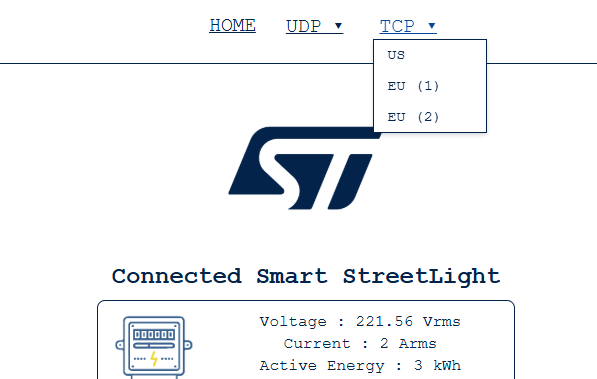 HOME UDP ▾ TCP ▾
US
EU (1)
EU (2)
ST
Connected Smart StreetLight
Voltage : 221.56 Vrms
Current : 2 Arms
Active Energy : 3 kWh